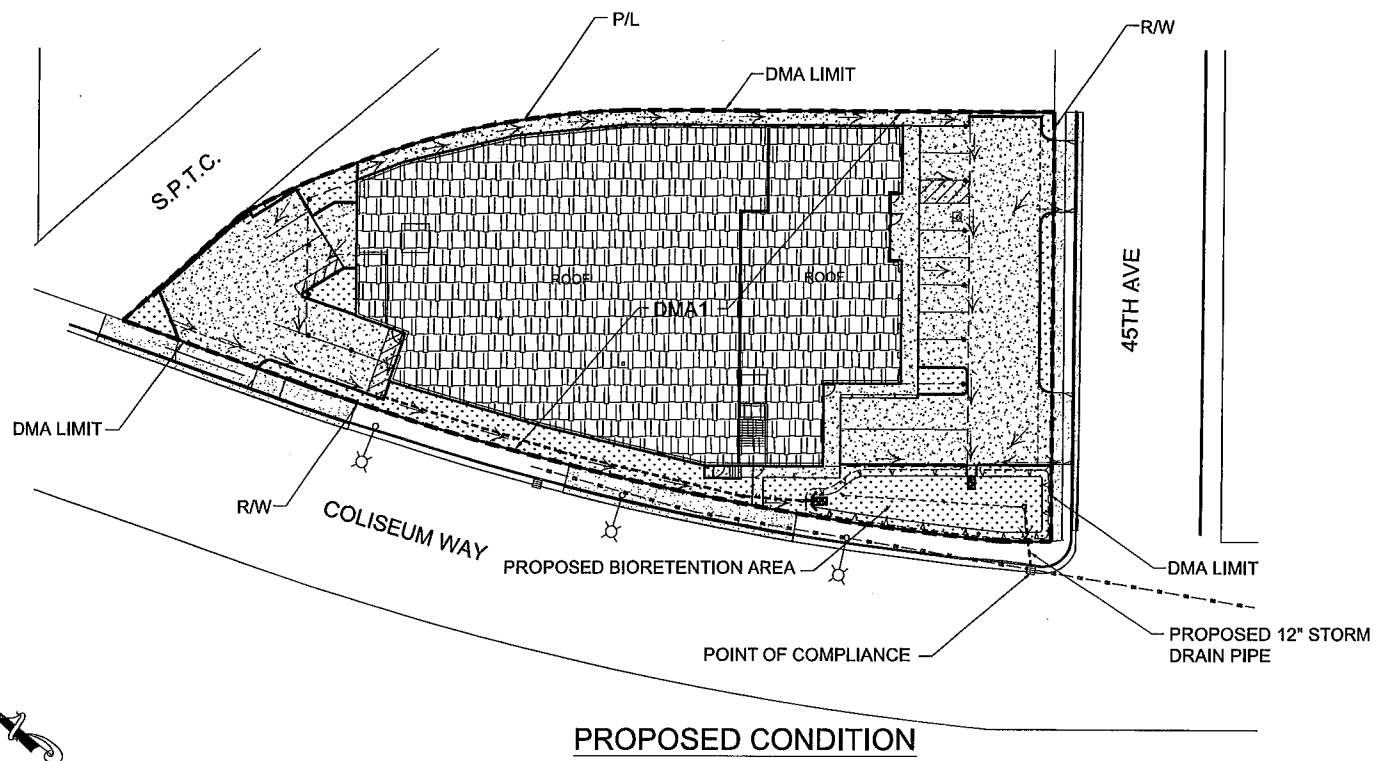 P/L
R/W
DMA LIMIT
S.P.T.C.
ROOF
ROOF
DMA1
45TH AVE
DMA LIMIT
R/W
COLISEUM WAY
PROPOSED BIORETENTION AREA
DMA LIMIT
POINT OF COMPLIANCE
PROPOSED 12" STORM
DRAIN PIPE
PROPOSED CONDITION